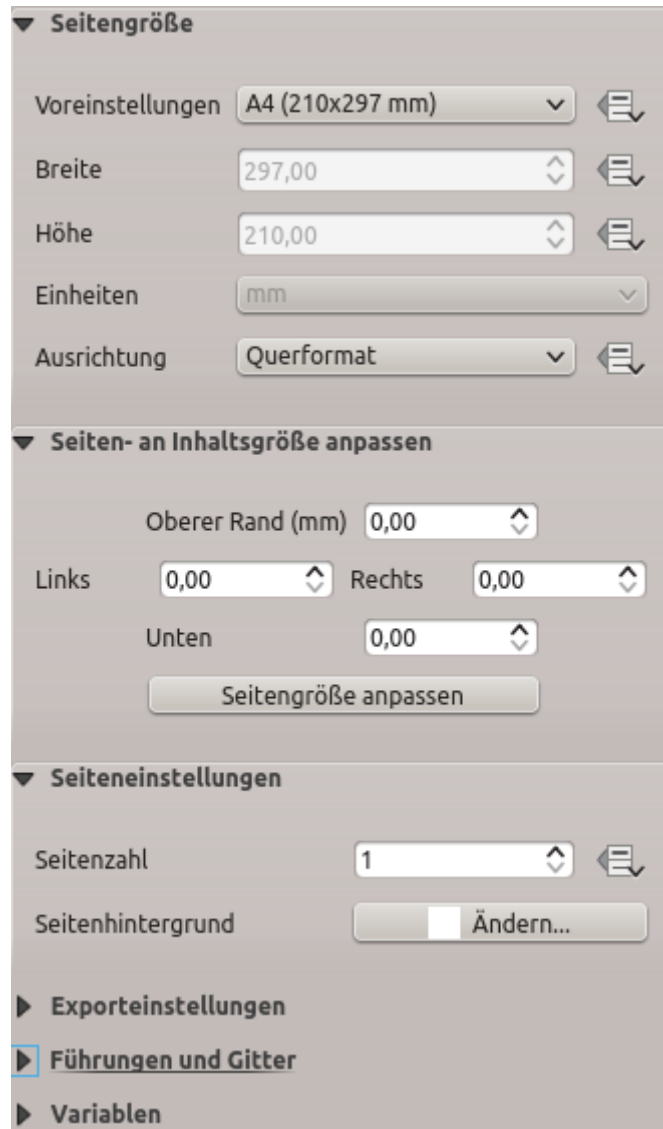 Seitengröße
Voreinstellungen A4 (210x297 mm)
Breite 297,00
Höhe 210,00
Einheiten mm
Ausrichtung Querformat
Seiten- an Inhaltsgröße anpassen
Oberer Rand (mm) 0,00
Links 0,00 Rechts 0,00
Unten 0,00
Seitengröße anpassen
Seiteneinstellungen
Seitenzahl 1
Seitenhintergrund Ändern...
Exporteinstellungen
Führungen und Gitter
Variablen